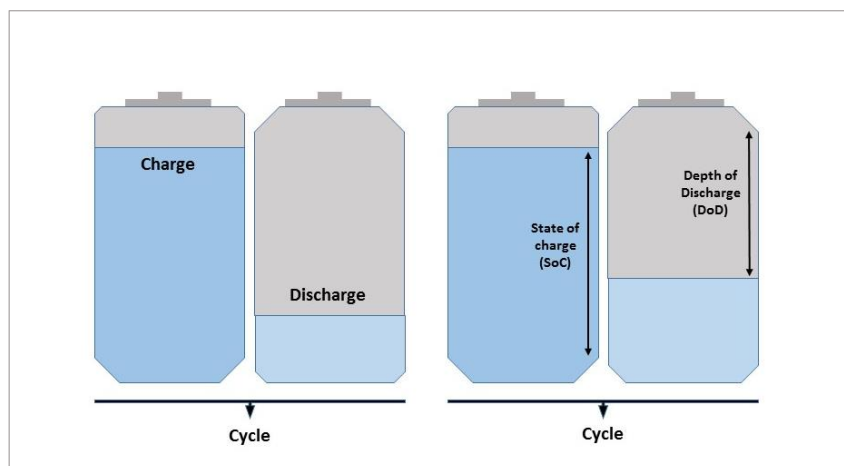 Charge
Discharge
Cycle
State of
charge
(SoC)
Depth of
Discharge
(DoD)
Cycle